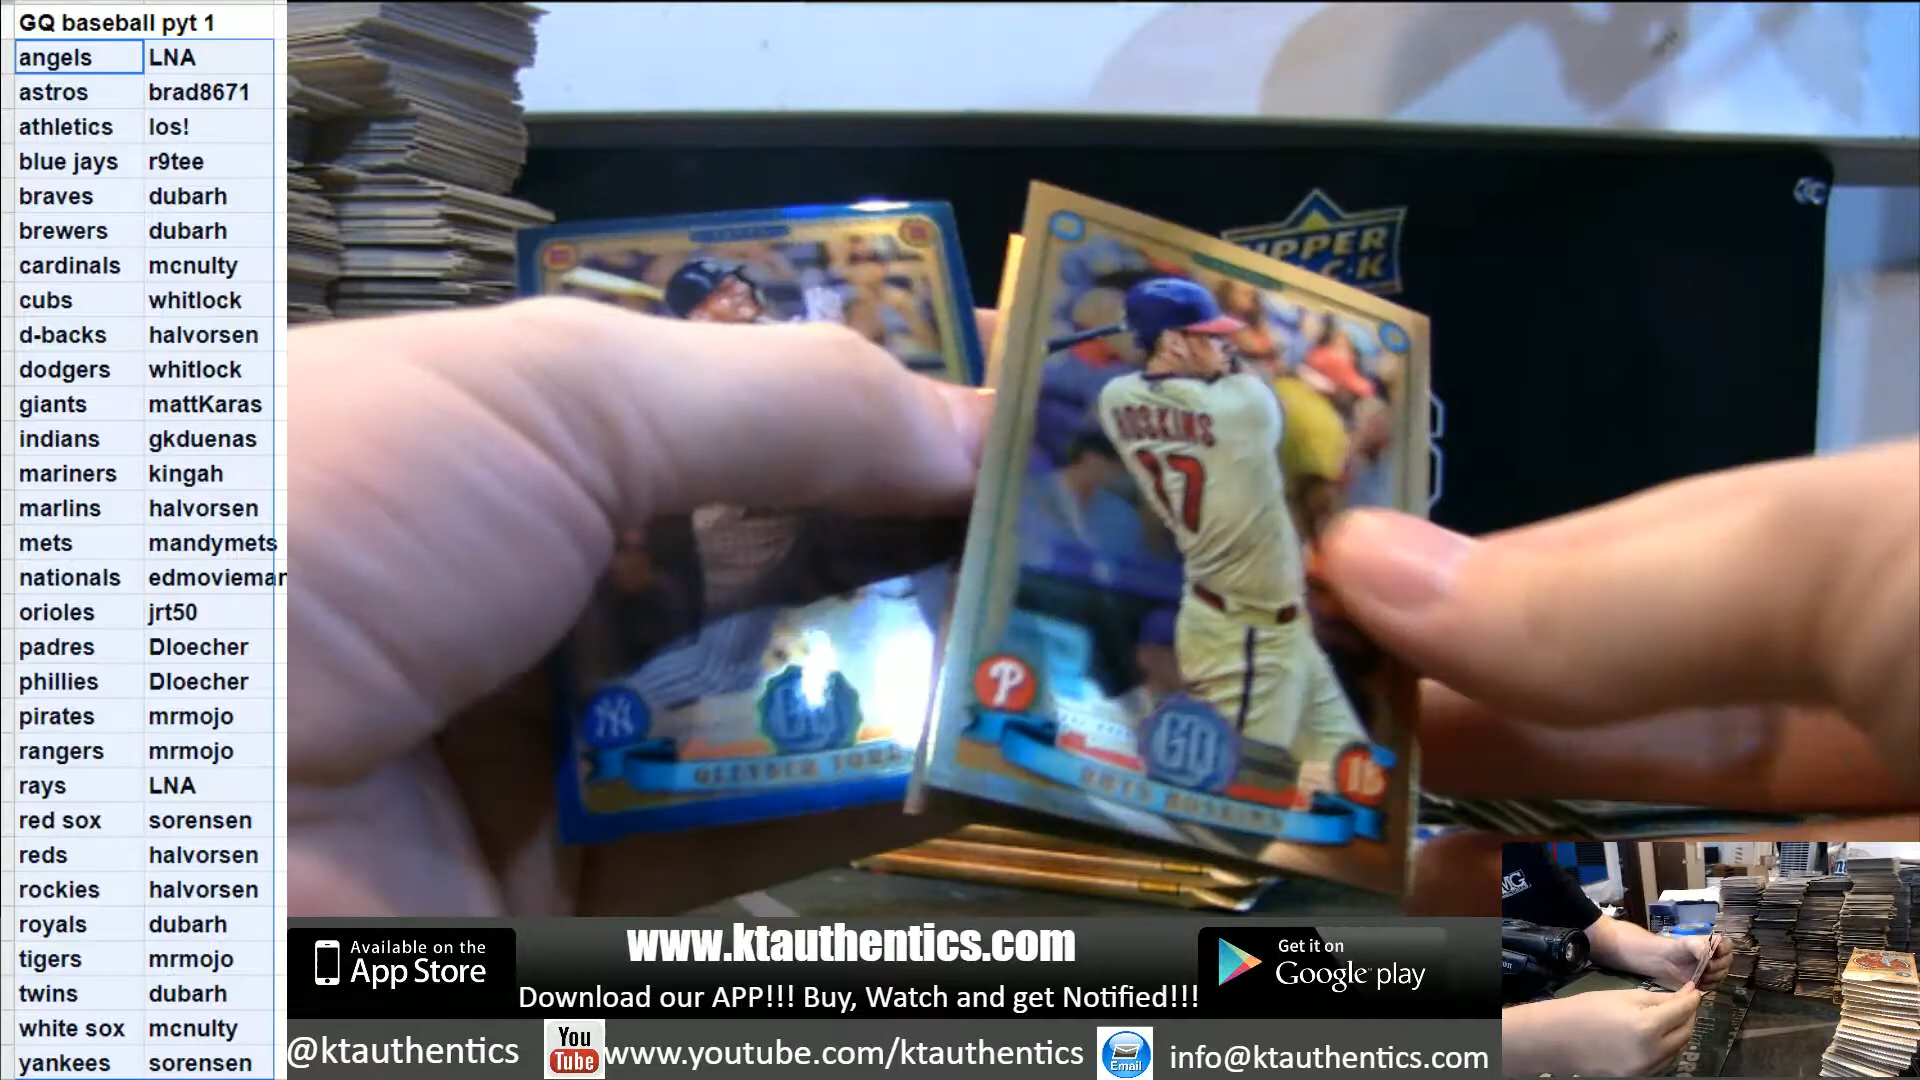 GQ baseball pyt 1
angels LNA
astros brad8671
athletics los!
blue jays r9tee
braves dubarh
brewers dubarh
cardinals mcnulty
cubs whitlock
d-backs halvorsen
dodgers whitlock
giants mattKaras
indians gkduenas
mariners kingah
marlins halvorsen
mets mandymets
nationals edmovieman
orioles jrt50
padres Dloecher
phillies Dloecher
pirates mrmojo
rangers mrmojo
rays LNA
red sox sorensen
reds halvorsen
rockies halvorsen
royals dubarh
tigers mrmojo
twins dubarh
white sox mcnulty
yankees sorensen
HOSKINS
17
P
GQ
1B
RHYS HOSKINS
NY
GQ
Available on the
App Store
www.ktauthentics.com
Download our APP!!! Buy, Watch and get Notified!!!
Get it on
Google play
@ktauthentics
You
Tube
www.youtube.com/ktauthentics
Email
info@ktauthentics.com